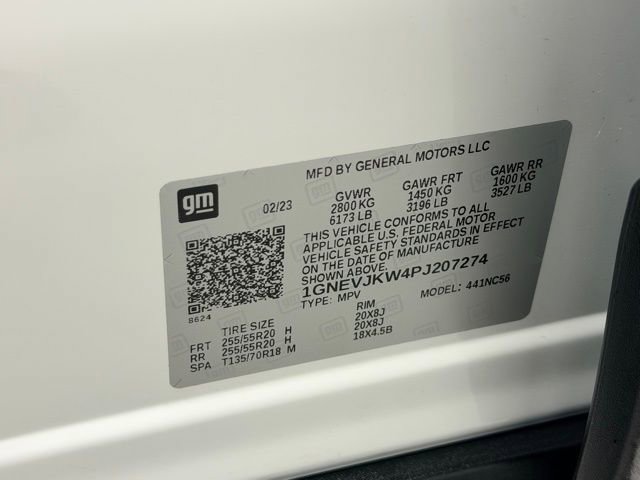 MFD BY GENERAL MOTORS LLC
gm
02/23
GVWR GAWR FRT GAWR RR
2800 KG 1450 KG 1600 KG
6173 LB 3196 LB 3527 LB
THIS VEHICLE CONFORMS TO ALL
APPLICABLE U.S. FEDERAL MOTOR
VEHICLE SAFETY STANDARDS IN EFFECT
ON THE DATE OF MANUFACTURE
SHOWN ABOVE.
1GNEVJKW4PJ207274
TYPE: MPV MODEL: 441NC56
8624
TIRE SIZE RIM
FRT 255/55R20 H 20X8J
RR 255/55R20 H 20X8J
SPA T135/70R18 M 18X4.5B